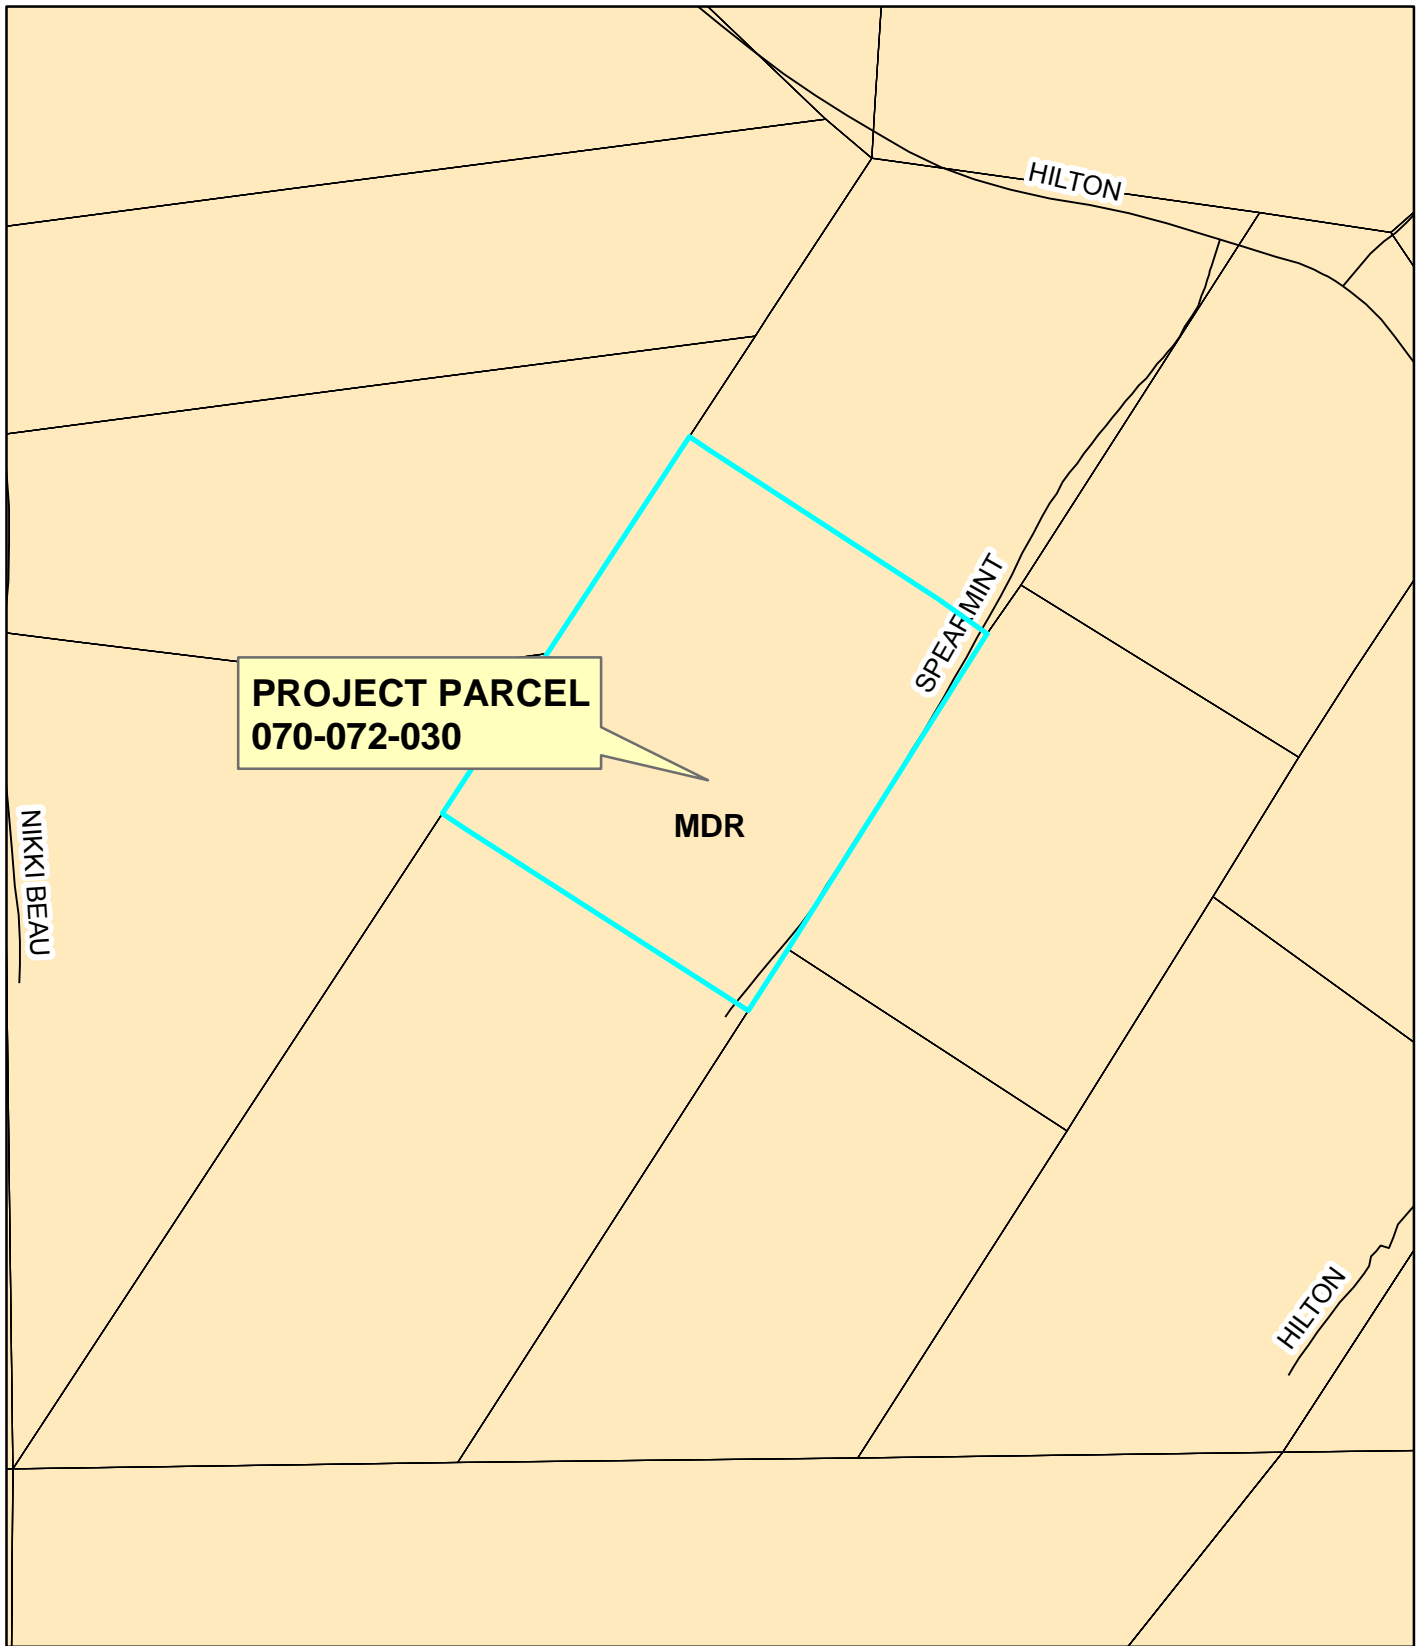 HILTON
SPEARMINT
PROJECT PARCEL
070-072-030
MDR
NIKKI BEAU
HILTON